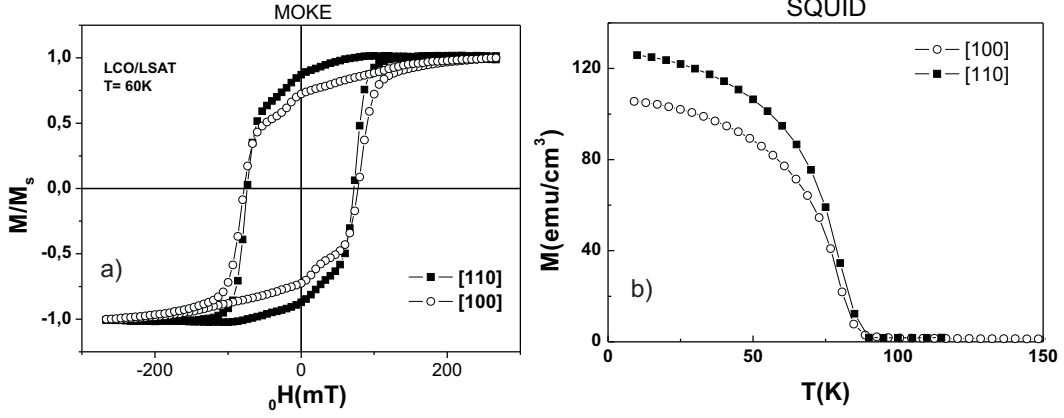 MOKE
1,0
0,5
0,0
-0,5
-1,0
M/Ms
LCO/LSAT
T= 60K
a)
[110]
[100]
-200
0
200
0H(mT)
SQUID
120
80
40
0
M(emu/cm3)
[100]
[110]
b)
0
50
100
150
T(K)